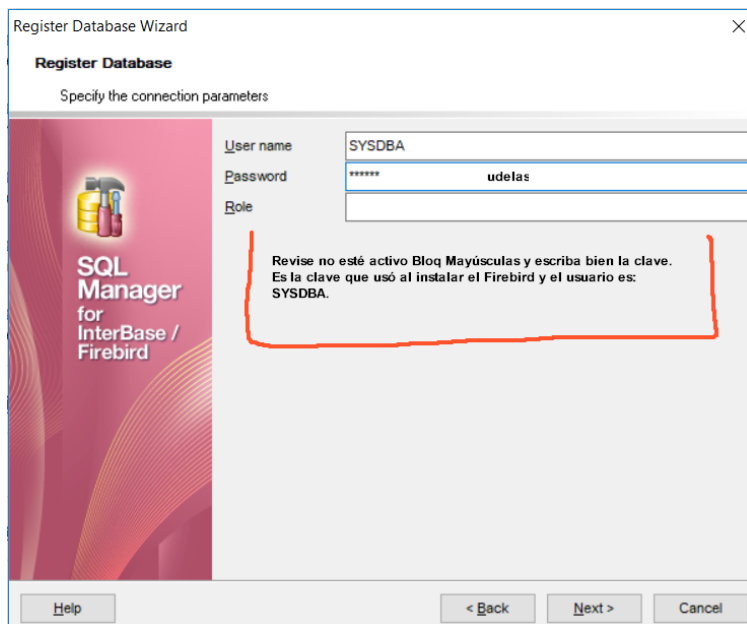 Register Database Wizard
Register Database
Specify the connection parameters
User name SYSDBA
Password ****** udelas
Role
Revise no esté activo Bloq Mayúsculas y escriba bien la clave.
Es la clave que usó al instalar el Firebird y el usuario es:
SYSDBA.
SQL
Manager
for
InterBase /
Firebird
Help < Back Next > Cancel